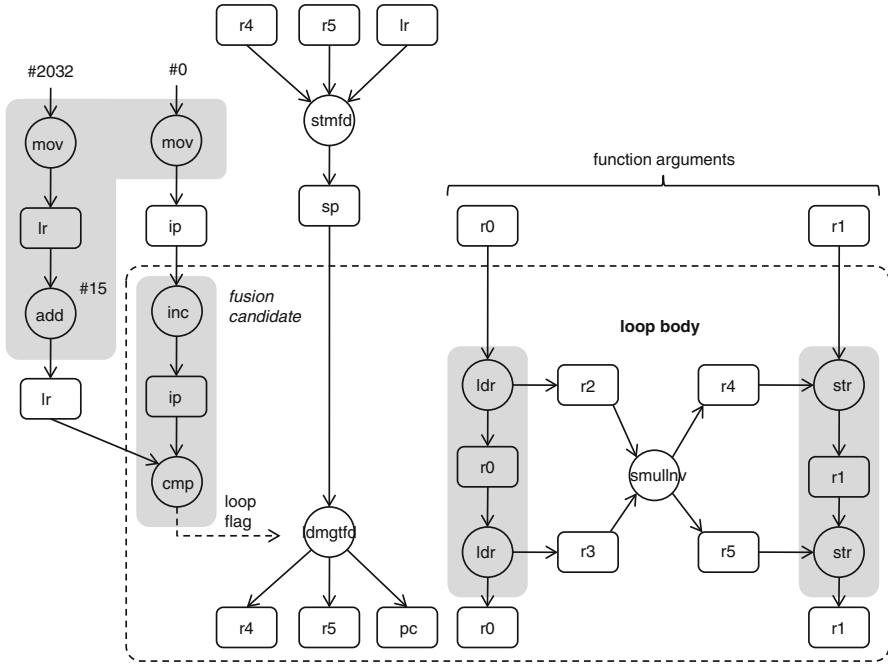 r4
r5
lr
#2032
#0
stmfd
mov
mov
function arguments
sp
lr
ip
r0
r1
#15
fusion
candidate
add
inc
loop body
ldr
r2
r4
str
lr
ip
r0
smullnv
r1
cmp
loop
flag
ldmgtfd
ldr
r3
r5
str
r4
r5
pc
r0
r1